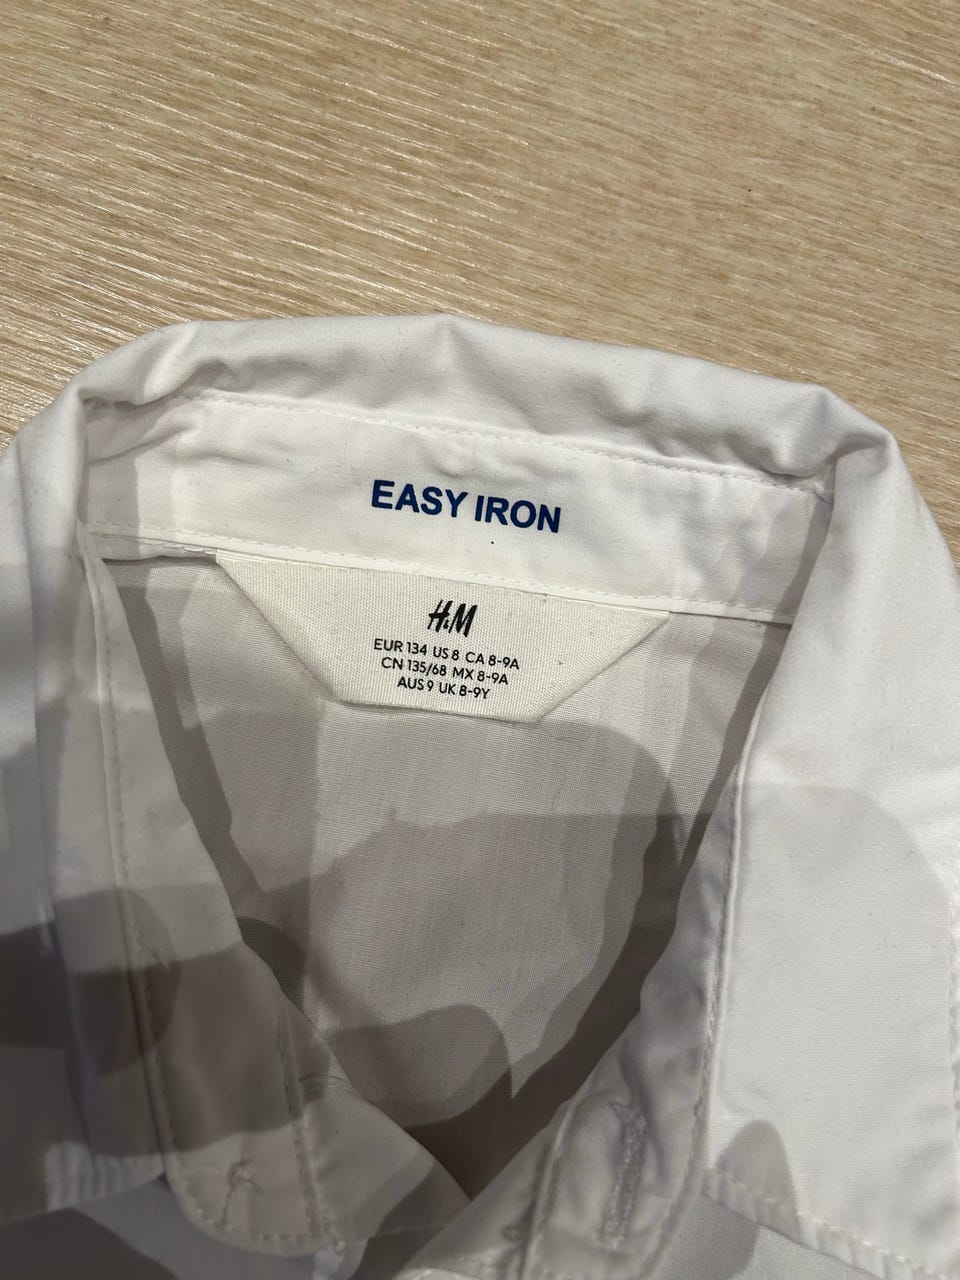 EASY IRON
H&M
EUR 134 US 8 CA 8-9A
CN 135/68 MX 8-9A
AUS 9 UK 8-9Y